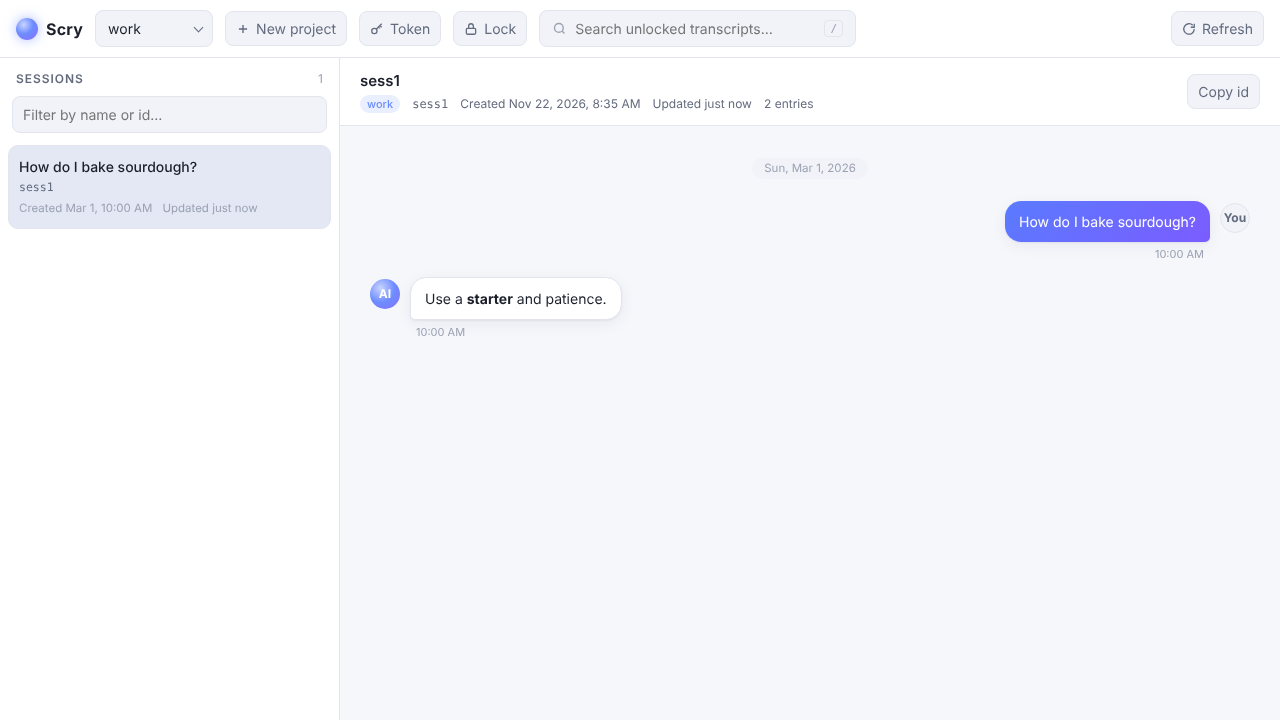 Scry
work
New project
Token
Lock
Search unlocked transcripts...
/
Refresh
SESSIONS 1
Filter by name or id...
How do I bake sourdough?
sess1
Created Mar 1, 10:00 AM Updated just now
sess1
work sess1 Created Nov 22, 2026, 8:35 AM Updated just now 2 entries
Copy id
Sun, Mar 1, 2026
How do I bake sourdough?
You
10:00 AM
AI
Use a starter and patience.
10:00 AM